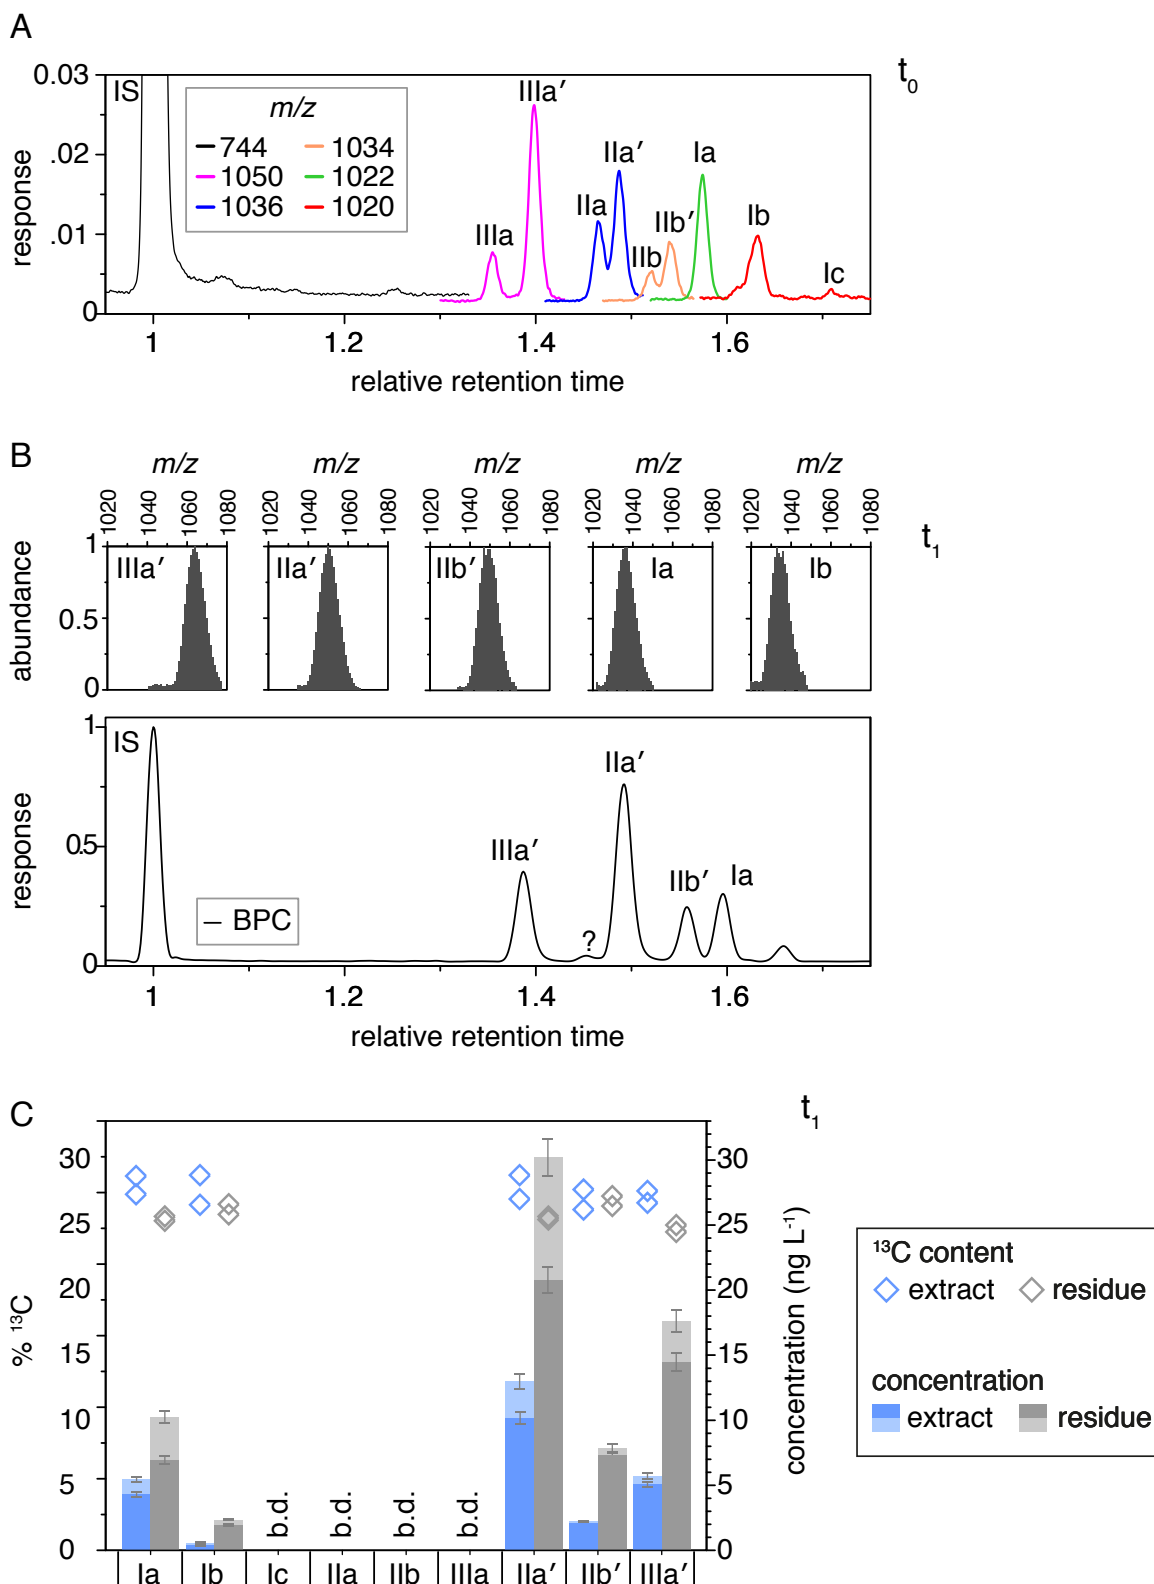 A
t0
0.03
.02
.01
0
response
IS
m/z
744
1034
1050
1022
1036
1020
IIIa
IIIa′
IIa
IIa′
IIb
IIb′
Ia
Ib
Ic
1
1.2
1.4
1.6
relative retention time
B
m/z
m/z
m/z
m/z
m/z
1020
1040
1060
1080
1020
1040
1060
1080
1020
1040
1060
1080
1020
1040
1060
1080
1020
1040
1060
1080
t1
1
0.5
0
abundance
IIIa′
IIa′
IIb′
Ia
Ib
1
0.5
0
response
IS
IIIa′
?
IIa′
IIb′
Ia
BPC
1
1.2
1.4
1.6
relative retention time
C
t1
30
25
20
15
10
5
0
% ¹³C
30
25
20
15
10
5
0
concentration (ng L⁻¹)
b.d.
b.d.
b.d.
b.d.
Ia
Ib
Ic
IIa
IIb
IIIa
IIa′
IIb′
IIIa′
¹³C content
extract
residue
concentration
extract
residue